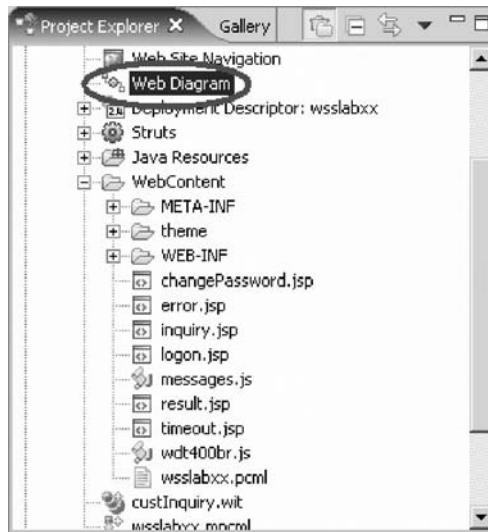 Project Explorer Gallery
Web Site Navigation
Web Diagram
Deployment Descriptor: wsslabxx
Struts
Java Resources
WebContent
META-INF
theme
WEB-INF
changePassword.jsp
error.jsp
inquiry.jsp
logon.jsp
messages.js
result.jsp
timeout.jsp
wdt400br.js
wsslabxx.pcml
custInquiry.wit
wsslabxx.mpcml